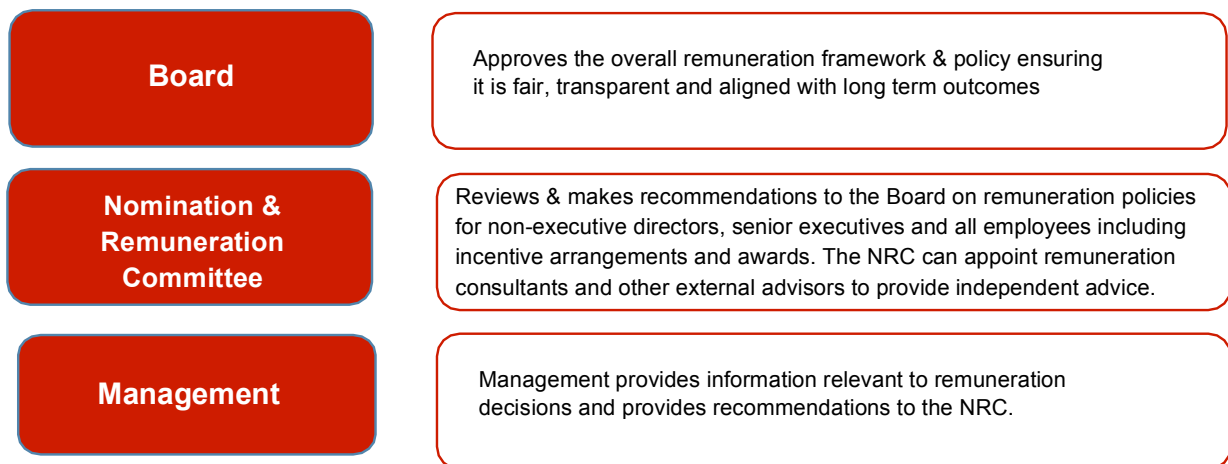 Board
Approves the overall remuneration framework & policy ensuring
it is fair, transparent and aligned with long term outcomes
Nomination &
Remuneration
Committee
Reviews & makes recommendations to the Board on remuneration policies
for non-executive directors, senior executives and all employees including
incentive arrangements and awards. The NRC can appoint remuneration
consultants and other external advisors to provide independent advice.
Management
Management provides information relevant to remuneration
decisions and provides recommendations to the NRC.